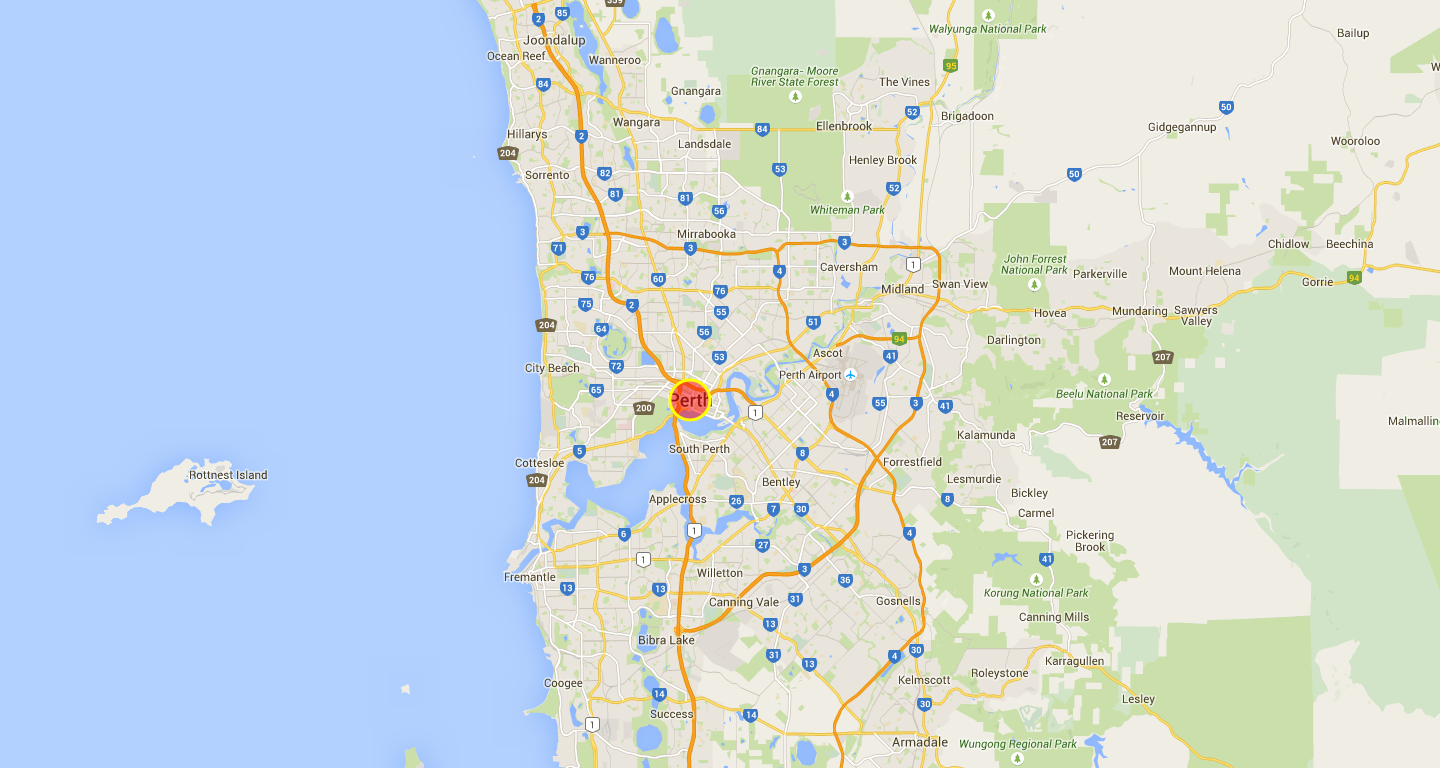 359
2
85
Joondalup
Ocean Reef
Wanneroo
84
Gnangara
Walyunga National Park
Bailup
95
Gnangara- Moore
River State Forest
The Vines
W
52
Brigadoon
50
Gidgegannup
Wangara
84
Ellenbrook
Hillarys
2
Landsdale
204
Henley Brook
Wooroloo
Sorrento
82
53
50
81
81
52
56
Whiteman Park
3
Mirrabooka
71
3
3
Chidlow
Beechina
76
60
4
Caversham
1
John Forrest
National Park
Parkerville
Mount Helena
94
Gorrie
75
2
76
Midland
Swan View
55
Hovea
Mundaring
Sawyers
Valley
204
64
56
51
94
Darlington
53
Ascot
41
207
City Beach
72
Perth Airport
65
4
55
3
41
Beelu National Park
Perth
200
1
Reservoir
Malmallin
5
South Perth
8
Kalamunda
207
Cottesloe
Forrestfield
Rottnest Island
204
Bentley
Lesmurdie
Applecross
26
7
30
8
Bickley
Carmel
6
1
4
Pickering
Brook
1
27
41
Fremantle
Willetton
3
36
13
13
Canning Vale
31
Gosnells
Korung National Park
13
Canning Mills
Bibra Lake
31
13
4
30
Karragullen
Coogee
Kelmscott
Roleystone
14
Lesley
30
1
Success
14
Armadale
Wungong Regional Park